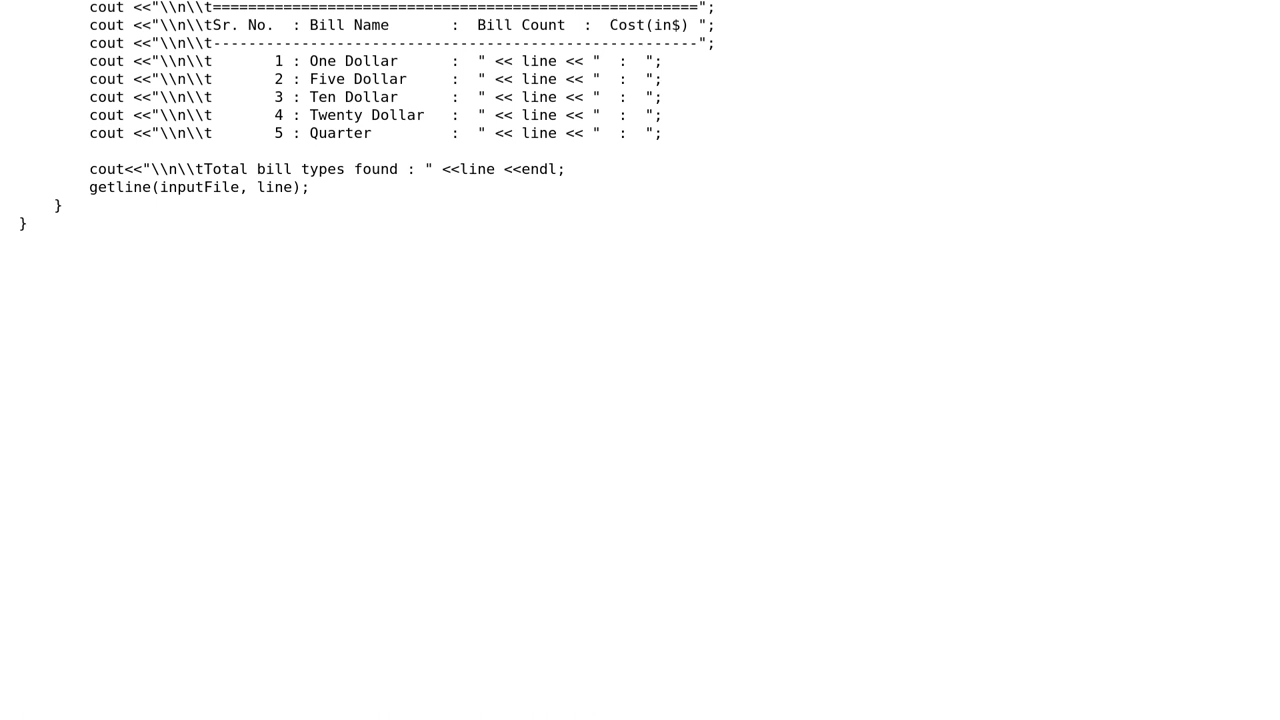 cout <<"\\n\\t=======================================================";
cout <<"\\n\\tSr. No.  : Bill Name       :  Bill Count  :  Cost(in$) ";
cout <<"\\n\\t-------------------------------------------------------";
cout <<"\\n\\t       1 : One Dollar      :  " << line << "  :  ";
cout <<"\\n\\t       2 : Five Dollar     :  " << line << "  :  ";
cout <<"\\n\\t       3 : Ten Dollar      :  " << line << "  :  ";
cout <<"\\n\\t       4 : Twenty Dollar   :  " << line << "  :  ";
cout <<"\\n\\t       5 : Quarter         :  " << line << "  :  ";
cout<<"\\n\\tTotal bill types found : " <<line <<endl;
getline(inputFile, line);
}
}